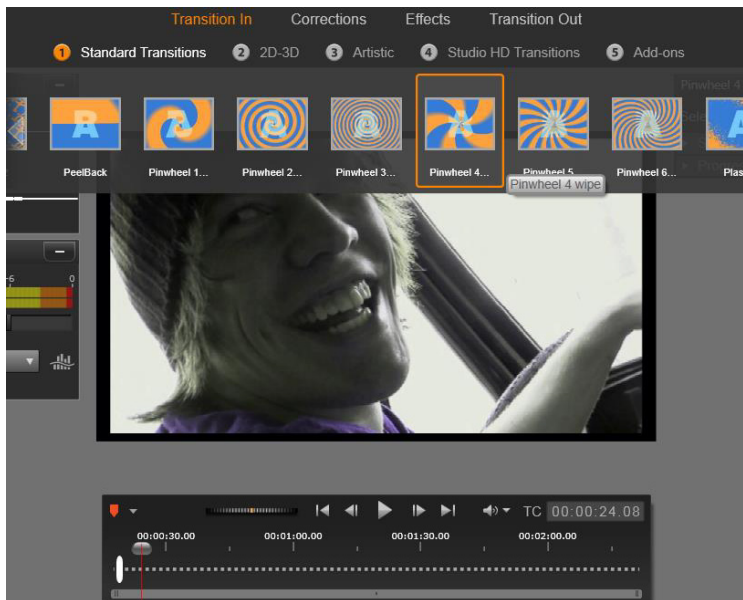 Transition In Corrections Effects Transition Out
1 Standard Transitions 2 2D-3D 3 Artistic 4 Studio HD Transitions 5 Add-ons
Pinwheel 4
A A A A A A A
PeelBack Pinwheel 1... Pinwheel 2... Pinwheel 3... Pinwheel 4... Pinwheel 5... Pinwheel 6... Plas
Pinwheel 4 wipe
-6 0
TC 00:00:24.08
00:00:30.00 00:01:00.00 00:01:30.00 00:02:00.00